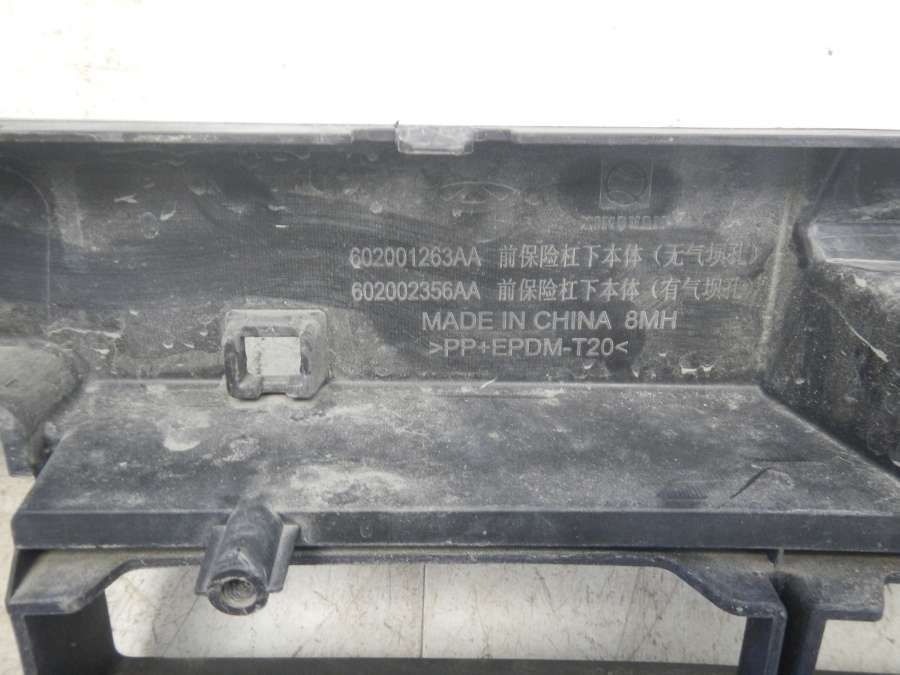 602001263AA 前保险杠下本体（无气坝孔）
602002356AA 前保险杠下本体（有气坝孔）
MADE IN CHINA 8MH
>PP+EPDM-T20<